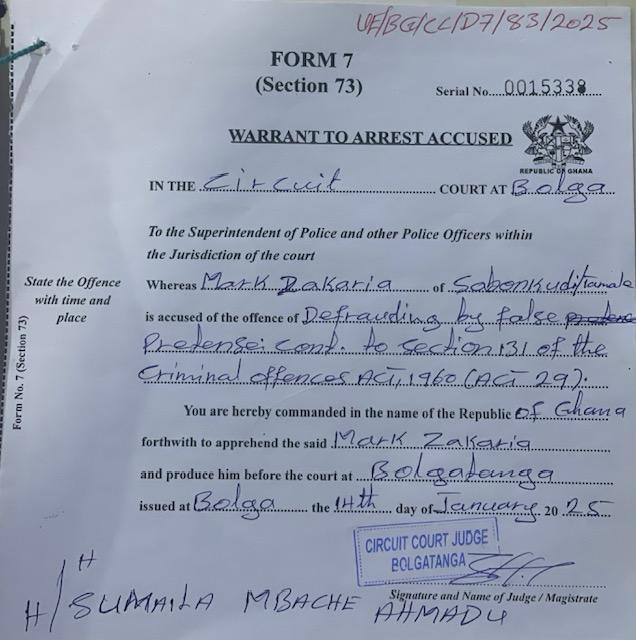 UE/BG/CC/D7/83/2025
FORM 7
(Section 73)
Serial No. 0015338
WARRANT TO ARREST ACCUSED
REPUBLIC OF GHANA
IN THE Circuit COURT AT Bolga
To the Superintendent of Police and other Police Officers within
the Jurisdiction of the court
State the Offence
with time and
place
Form No. 7 (Section 73)
Whereas Mark Zakaria of Sabonkudi/Tamale
is accused of the offence of Defrauding by false
Pretense: cont. to section 131 of the
Criminal offences ACT, 1960 (ACT 29).
You are hereby commanded in the name of the Republic of Ghana
forthwith to apprehend the said Mark Zakaria
and produce him before the court at Bolgatanga
issued at Bolga the 14th day of January 2025
CIRCUIT COURT JUDGE
BOLGATANGA
Signature and Name of Judge / Magistrate
H/H SUMAILA MBACHE AHMADU